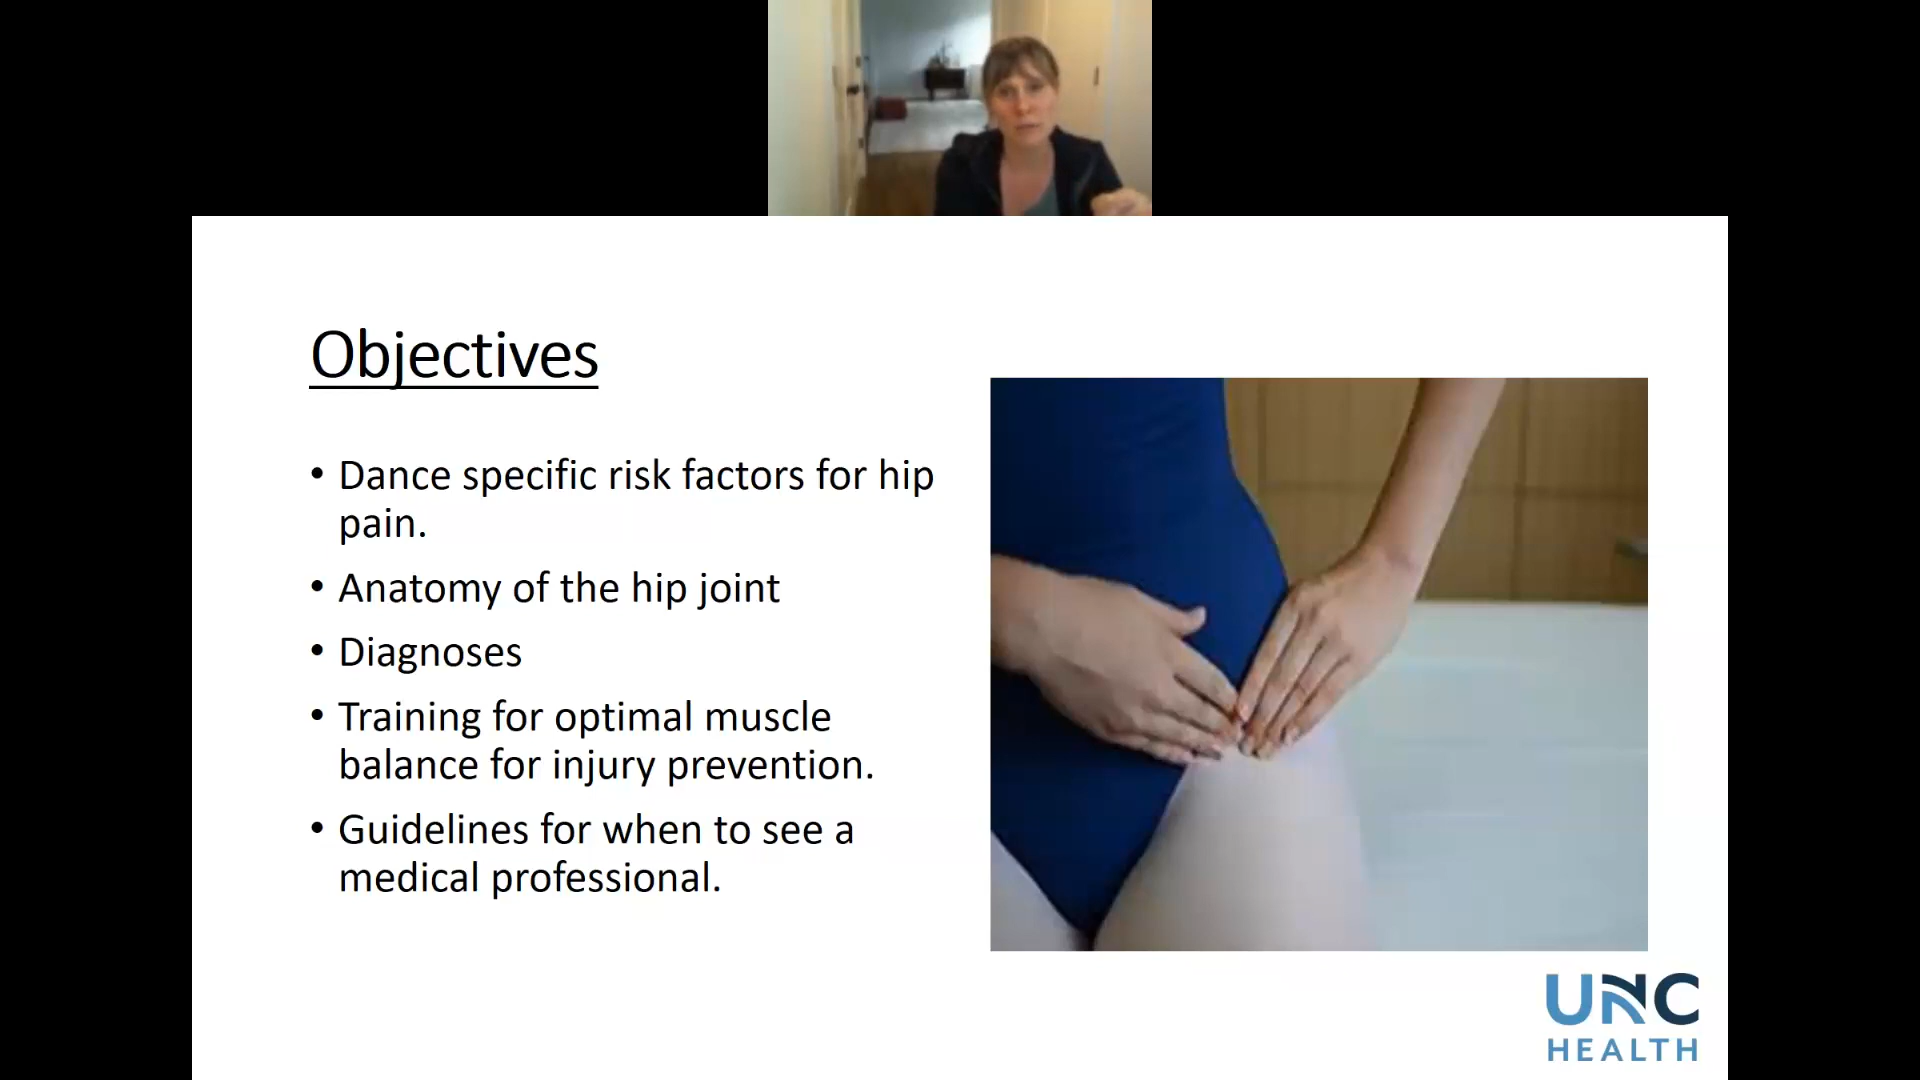 Objectives
• Dance specific risk factors for hip
pain.
• Anatomy of the hip joint
• Diagnoses
• Training for optimal muscle
balance for injury prevention.
• Guidelines for when to see a
medical professional.
UNC
HEALTH